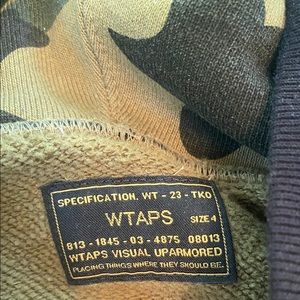 SPECIFICATION. WT - 23 - TKO
WTAPS SIZE 4
813 - 1845 - 03 - 4875 08013
WTAPS VISUAL UPARMORED
PLACING THINGS WHERE THEY SHOULD BE.